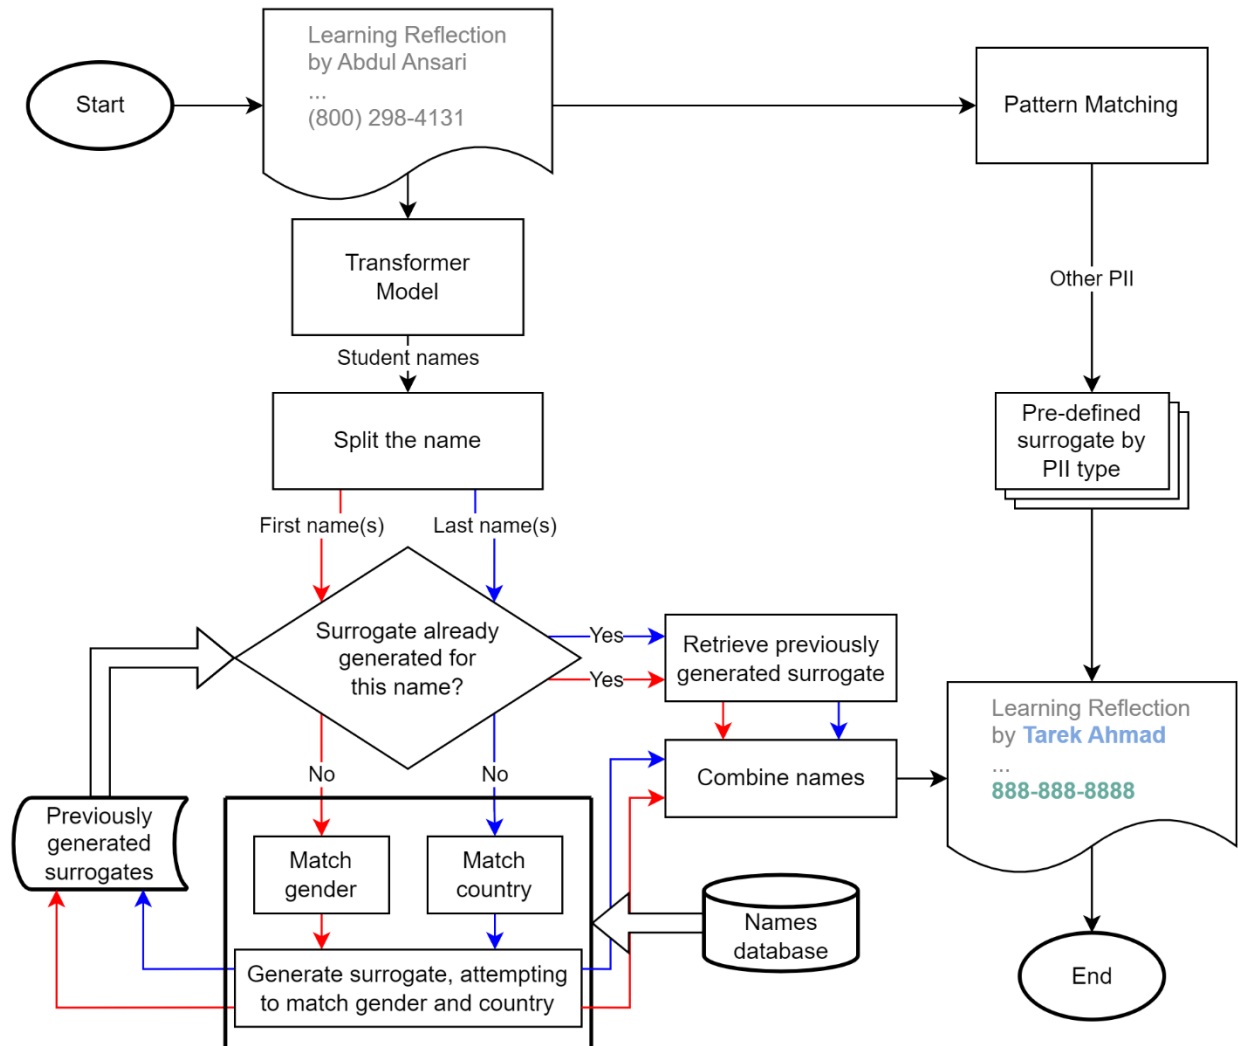 Start
Learning Reflection
by Abdul Ansari
...
(800) 298-4131
Pattern Matching
Transformer
Model
Other PII
Student names
Split the name
Pre-defined
surrogate by
PII type
First name(s)
Last name(s)
Surrogate already
generated for
this name?
Yes
Yes
Retrieve previously
generated surrogate
Learning Reflection
by Tarek Ahmad
...
888-888-8888
No
No
Combine names
Previously
generated
surrogates
Match
gender
Match
country
Names
database
Generate surrogate, attempting
to match gender and country
End